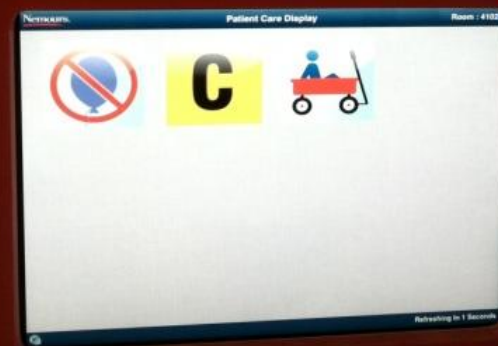 Nemours.
Patient Care Display
Room : 4102
C
Refreshing in 1 Seconds